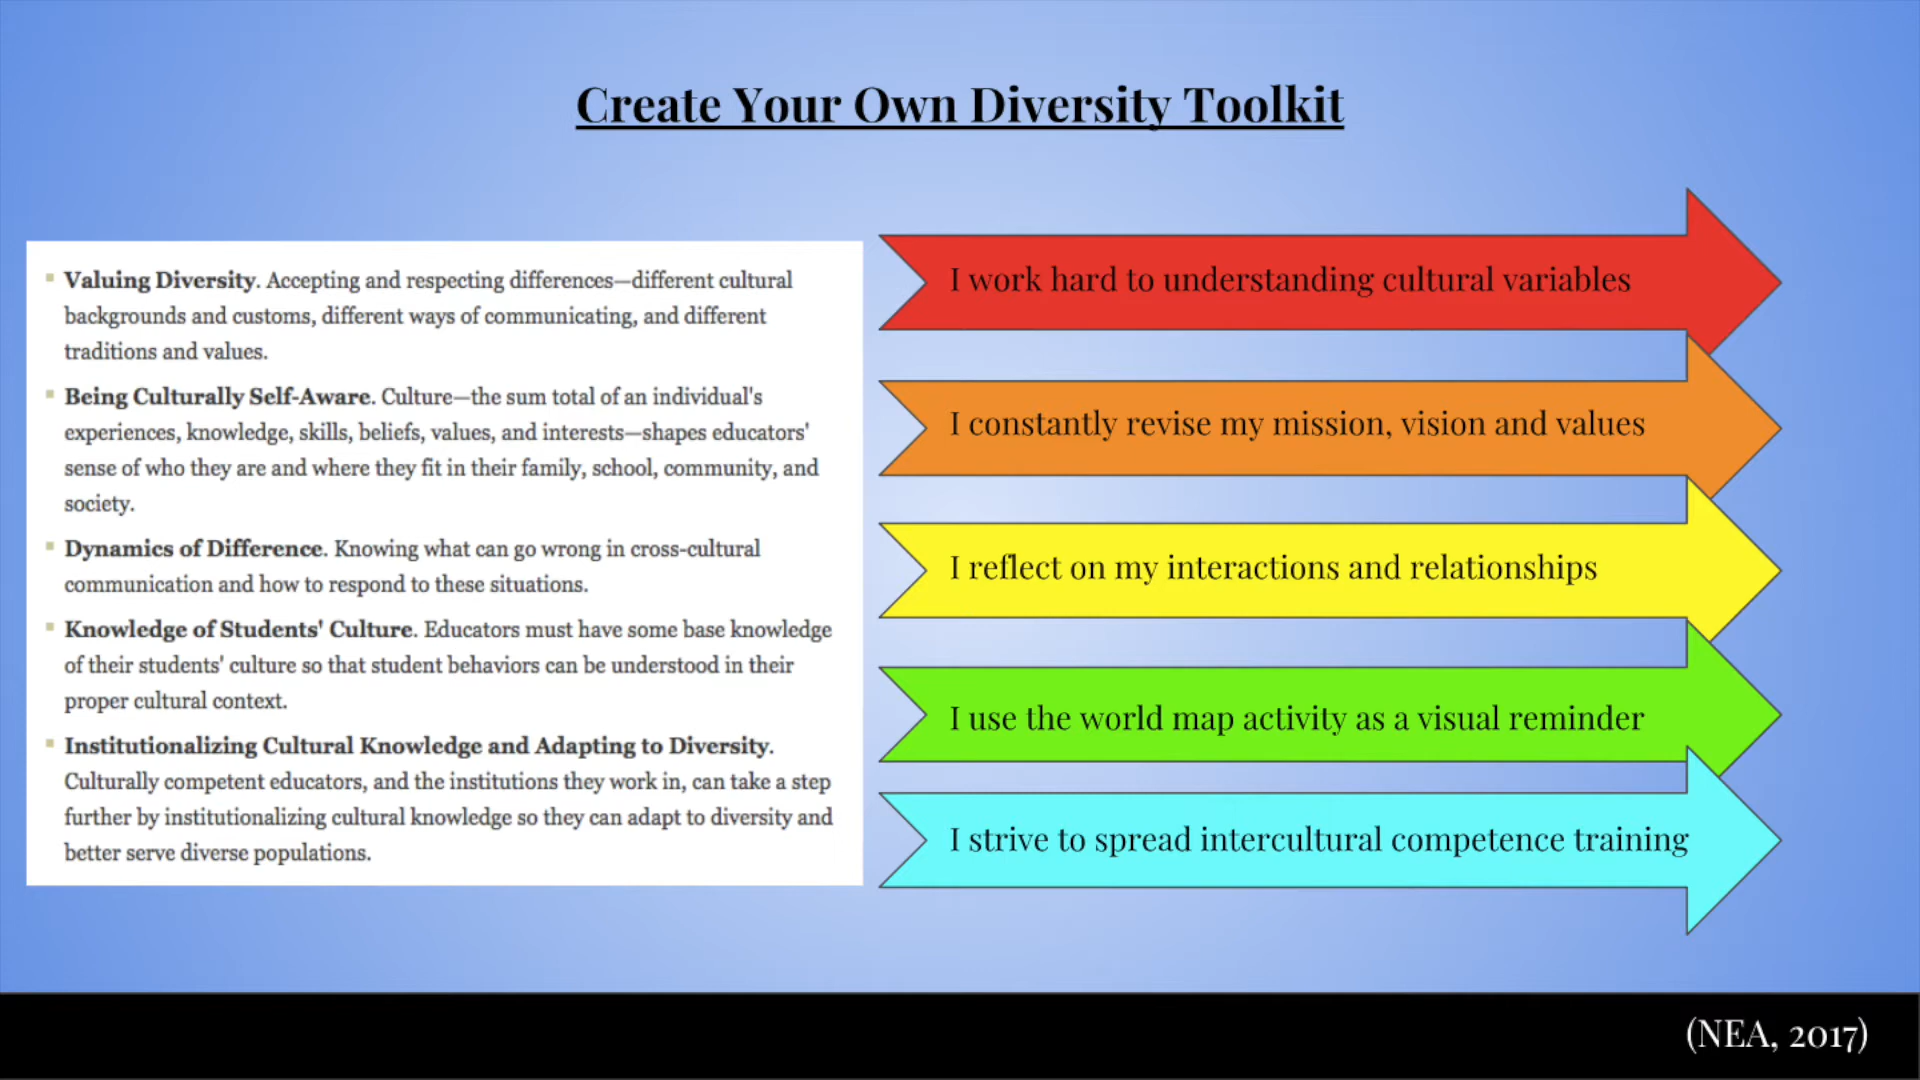 Create Your Own Diversity Toolkit
Valuing Diversity. Accepting and respecting differences—different cultural
backgrounds and customs, different ways of communicating, and different
traditions and values.
Being Culturally Self-Aware. Culture—the sum total of an individual's
experiences, knowledge, skills, beliefs, values, and interests—shapes educators'
sense of who they are and where they fit in their family, school, community, and
society.
Dynamics of Difference. Knowing what can go wrong in cross-cultural
communication and how to respond to these situations.
Knowledge of Students' Culture. Educators must have some base knowledge
of their students' culture so that student behaviors can be understood in their
proper cultural context.
Institutionalizing Cultural Knowledge and Adapting to Diversity.
Culturally competent educators, and the institutions they work in, can take a step
further by institutionalizing cultural knowledge so they can adapt to diversity and
better serve diverse populations.
I work hard to understanding cultural variables
I constantly revise my mission, vision and values
I reflect on my interactions and relationships
I use the world map activity as a visual reminder
I strive to spread intercultural competence training
(NEA, 2017)